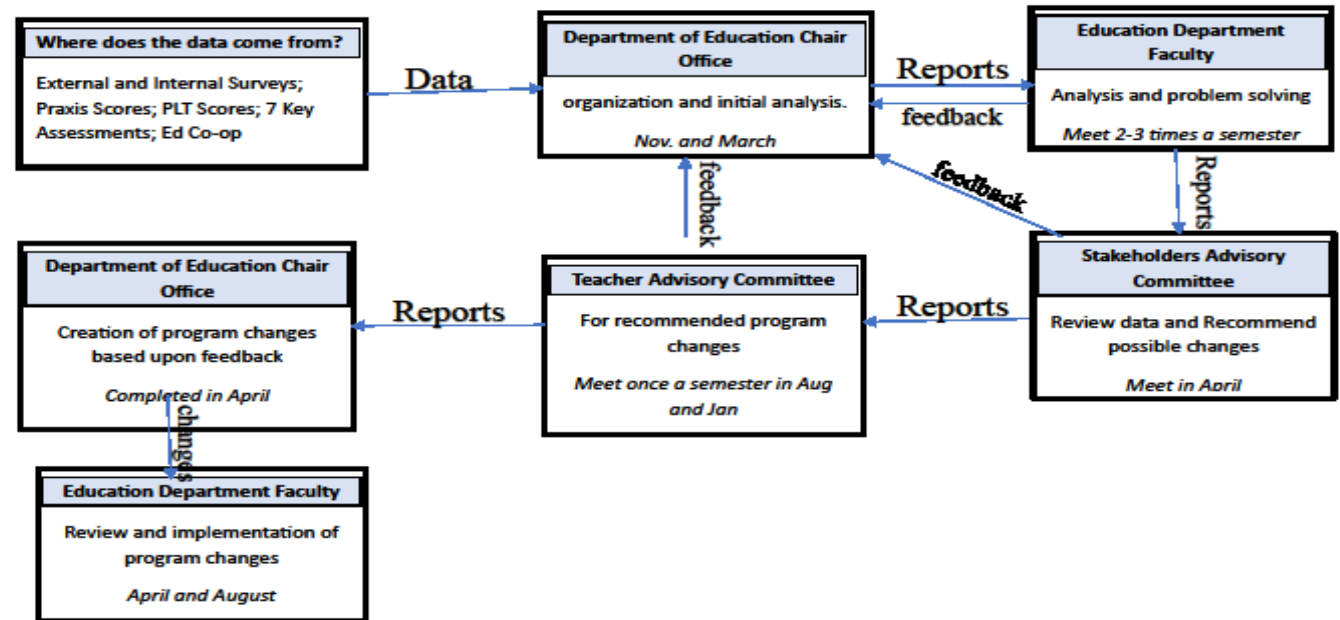 Where does the data come from?
External and Internal Surveys;
Praxis Scores; PLT Scores; 7 Key
Assessments; Ed Co-op
Data
Department of Education Chair
Office
organization and initial analysis.
Nov. and March
Reports
feedback
Education Department
Faculty
Analysis and problem solving
Meet 2-3 times a semester
Reports
feedback
feedback
Stakeholders Advisory
Committee
Review data and Recommend
possible changes
Meet in April
Reports
Teacher Advisory Committee
For recommended program
changes
Meet once a semester in Aug
and Jan
Reports
Department of Education Chair
Office
Creation of program changes
based upon feedback
Completed in April
changes
Education Department Faculty
Review and implementation of
program changes
April and August